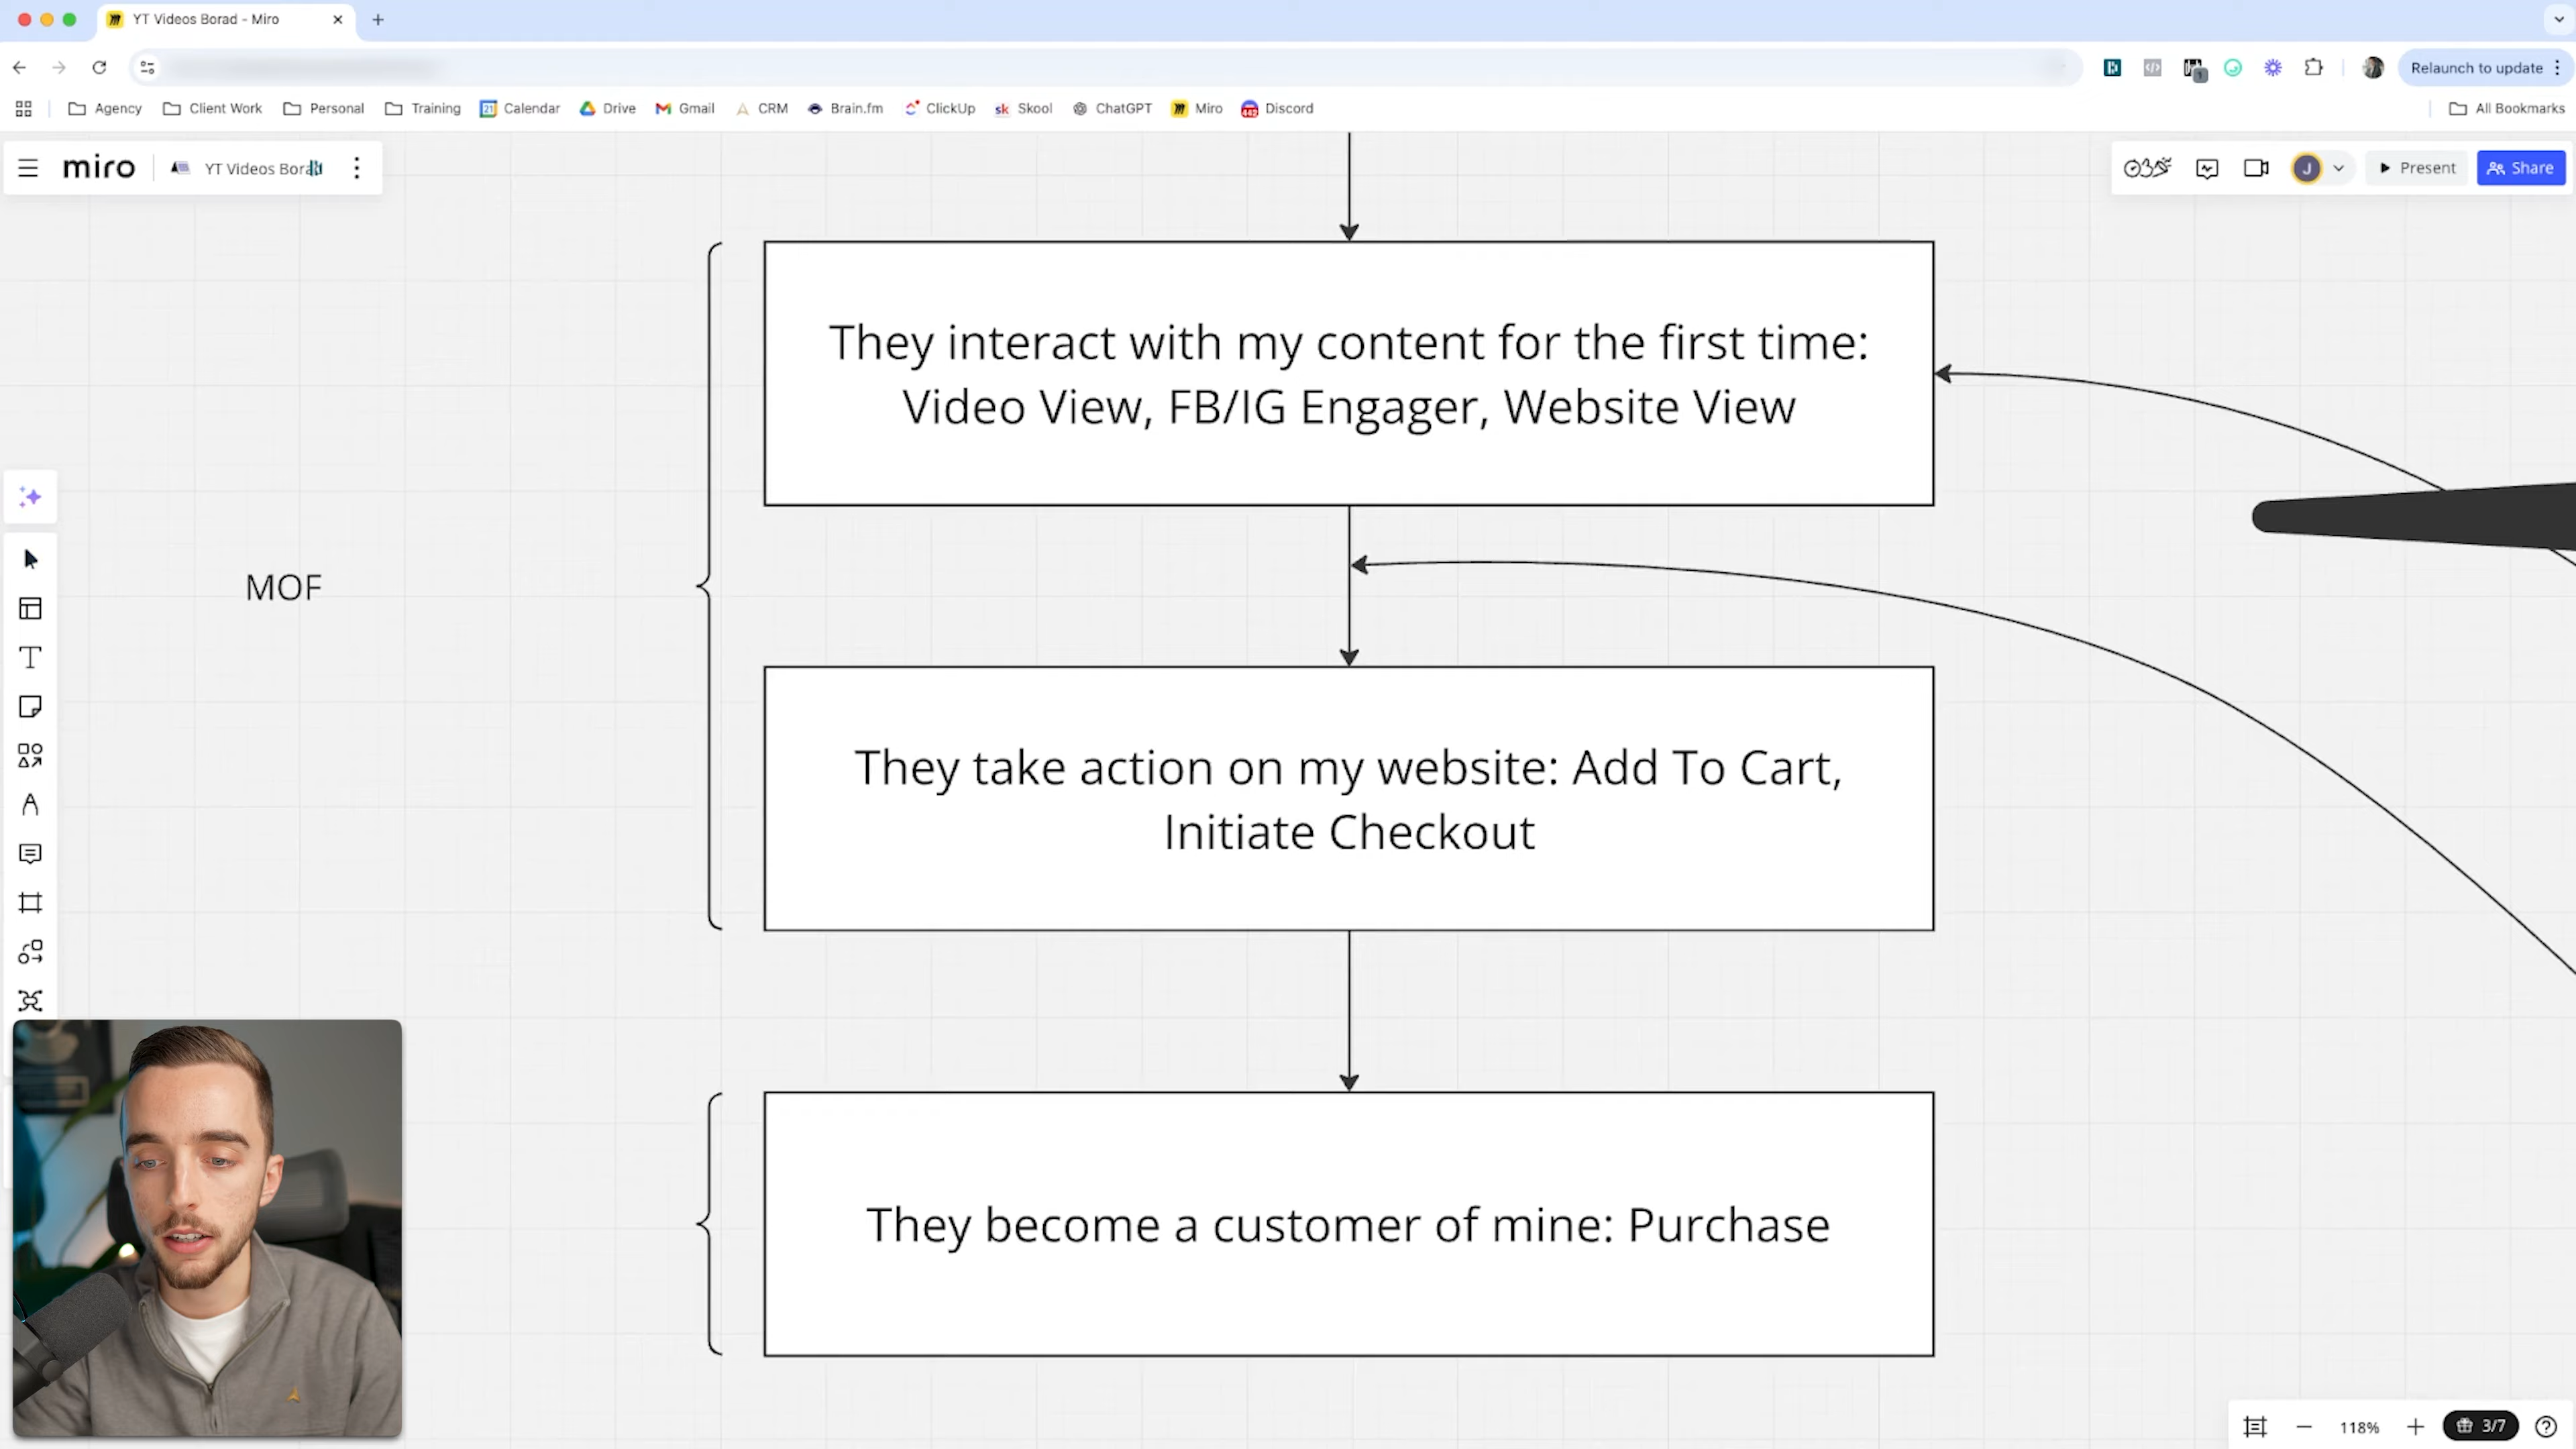 YT Videos Borad - Miro
Relaunch to update
Agency
Client Work
Personal
Training
Calendar
Drive
Gmail
CRM
Brain.fm
ClickUp
Skool
ChatGPT
Miro
Discord
All Bookmarks
miro
YT Videos Borad
J
Present
Share
They interact with my content for the first time:
Video View, FB/IG Engager, Website View
MOF
They take action on my website: Add To Cart,
Initiate Checkout
They become a customer of mine: Purchase
118%
3/7